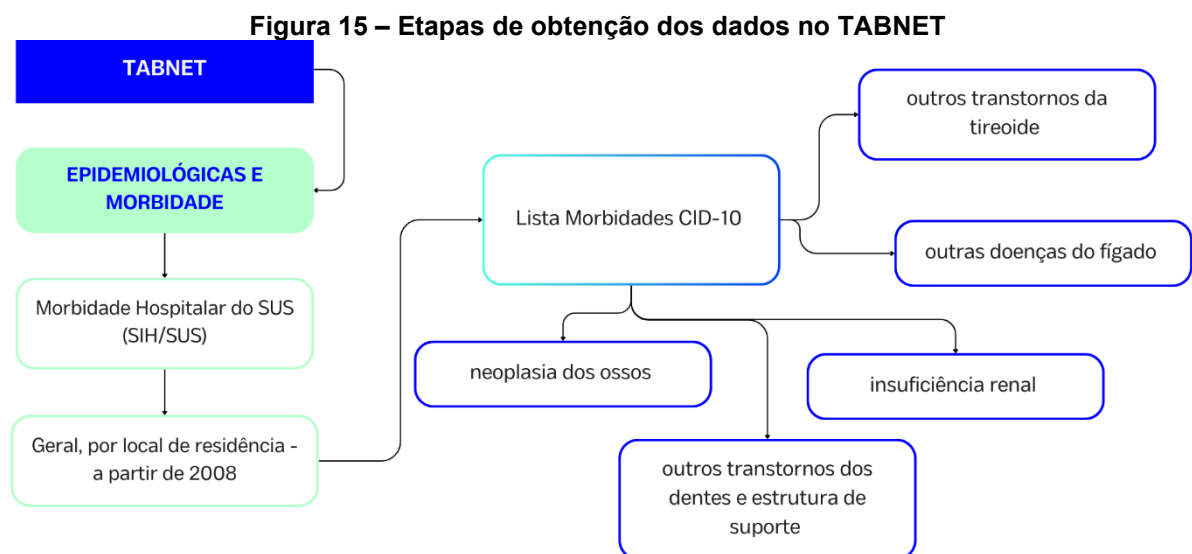 Figura 15 – Etapas de obtenção dos dados no TABNET
TABNET
EPIDEMIOLÓGICAS E
MORBIDADE
Morbidade Hospitalar do SUS
(SIH/SUS)
Geral, por local de residência -
a partir de 2008
Lista Morbidades CID-10
outros transtornos da
tireoide
outras doenças do fígado
neoplasia dos ossos
insuficiência renal
outros transtornos dos
dentes e estrutura de
suporte